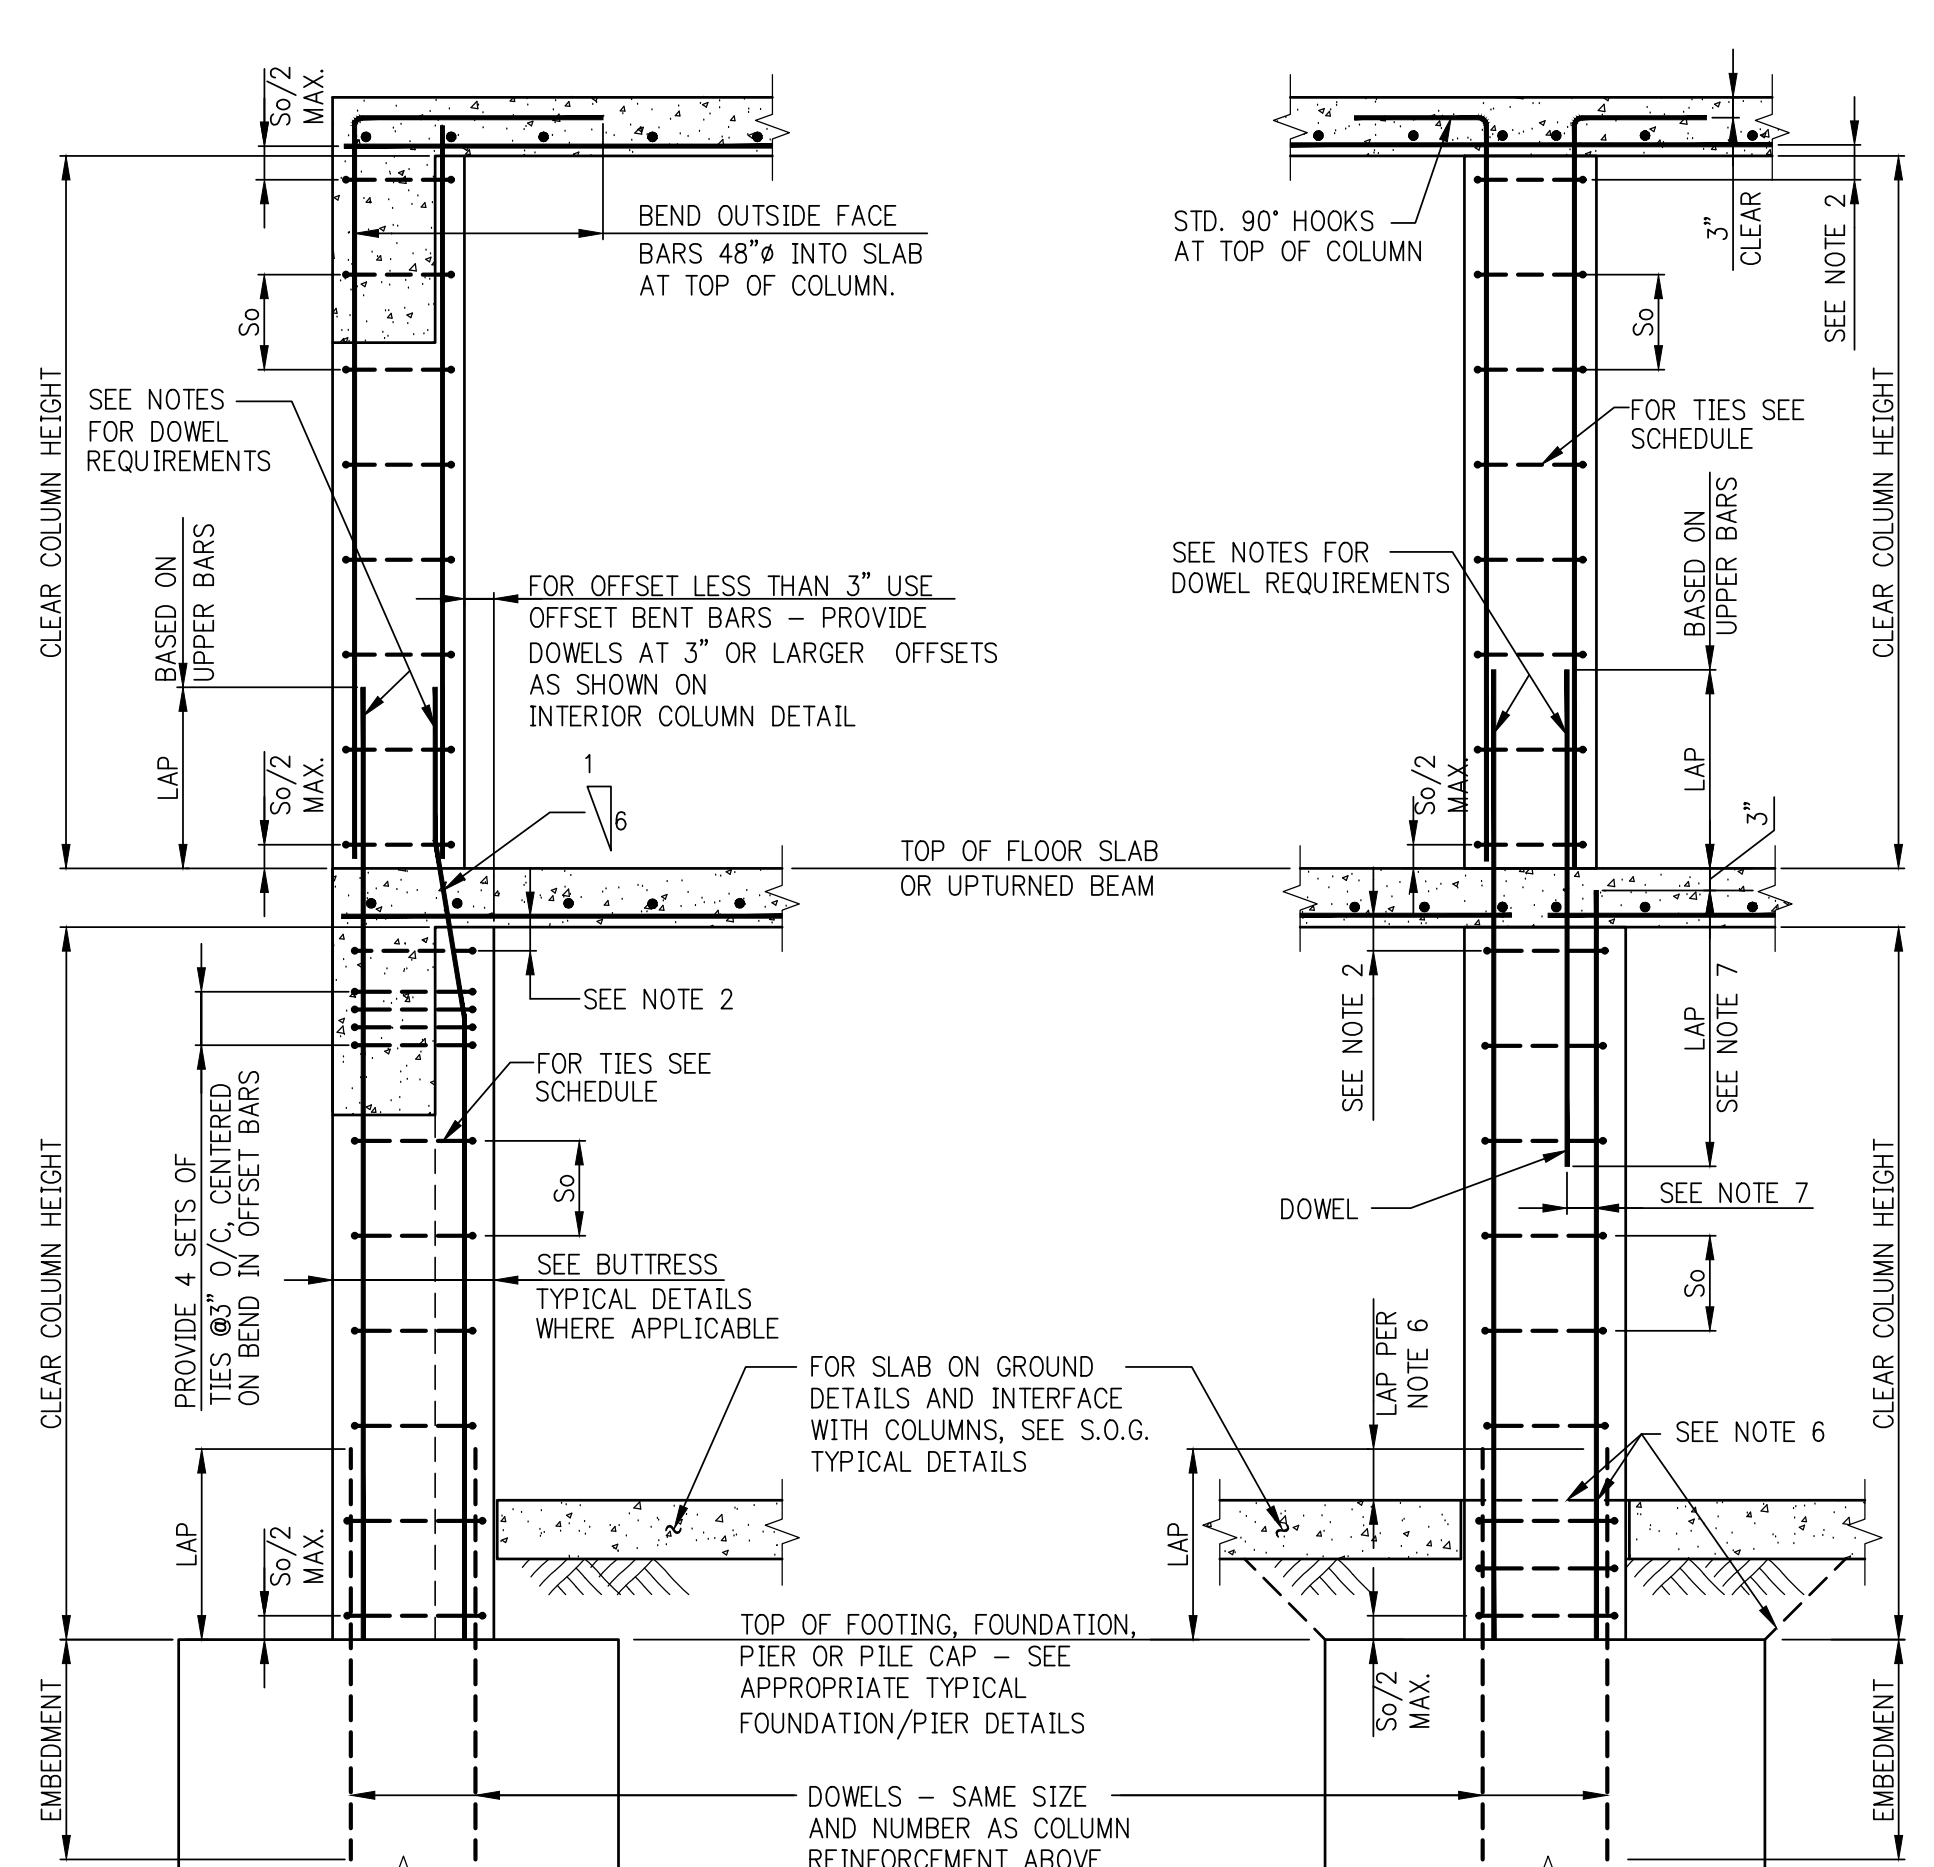 So/2
MAX.
BEND OUTSIDE FACE
BARS 48"ø INTO SLAB
AT TOP OF COLUMN.
So
CLEAR COLUMN HEIGHT
SEE NOTES
FOR DOWEL
REQUIREMENTS
BASED ON
UPPER BARS
LAP
So/2
MAX.
FOR OFFSET LESS THAN 3" USE
OFFSET BENT BARS – PROVIDE
DOWELS AT 3" OR LARGER OFFSETS
AS SHOWN ON
INTERIOR COLUMN DETAIL
1
6
TOP OF FLOOR SLAB
OR UPTURNED BEAM
SEE NOTE 2
FOR TIES SEE
SCHEDULE
So
CLEAR COLUMN HEIGHT
PROVIDE 4 SETS OF
TIES @3" O/C, CENTERED
ON BEND IN OFFSET BARS
SEE BUTTRESS
TYPICAL DETAILS
WHERE APPLICABLE
FOR SLAB ON GROUND
DETAILS AND INTERFACE
WITH COLUMNS, SEE S.O.G.
TYPICAL DETAILS
LAP
So/2
MAX.
TOP OF FOOTING, FOUNDATION,
PIER OR PILE CAP – SEE
APPROPRIATE TYPICAL
FOUNDATION/PIER DETAILS
EMBEDMENT
DOWELS – SAME SIZE
AND NUMBER AS COLUMN
REINFORCEMENT ABOVE
STD. 90° HOOKS
AT TOP OF COLUMN
3"
CLEAR
SEE NOTE 2
So
CLEAR COLUMN HEIGHT
FOR TIES SEE
SCHEDULE
BASED ON
UPPER BARS
SEE NOTES FOR
DOWEL REQUIREMENTS
LAP
So/2
MAX.
3"
SEE NOTE 2
LAP
SEE NOTE 7
DOWEL
SEE NOTE 7
So
CLEAR COLUMN HEIGHT
LAP PER
NOTE 6
SEE NOTE 6
LAP
So/2
MAX.
EMBEDMENT